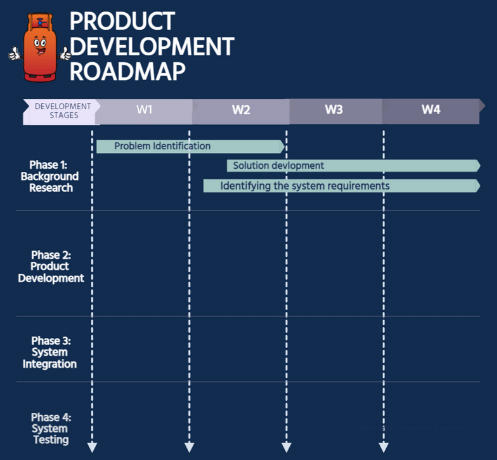 PRODUCT
DEVELOPMENT
ROADMAP
DEVELOPMENT
STAGES
W1
W2
W3
W4
Problem Identification
Solution devlopment
Identifying the system requirements
Phase 1:
Background
Research
Phase 2:
Product
Development
Phase 3:
System
Integration
Phase 4:
System
Testing